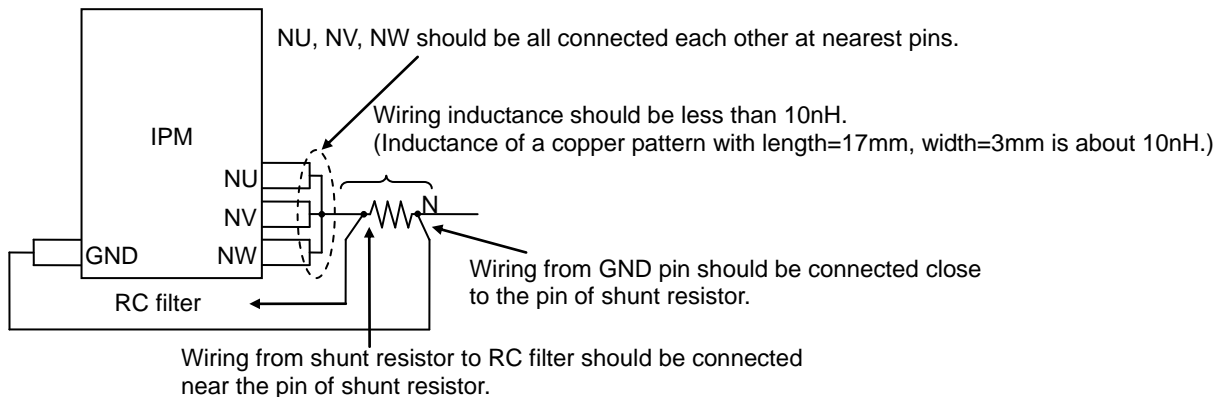 NU, NV, NW should be all connected each other at nearest pins.
Wiring inductance should be less than 10nH.
(Inductance of a copper pattern with length=17mm, width=3mm is about 10nH.)
IPM
NU
N
NV
GND
NW
Wiring from GND pin should be connected close
to the pin of shunt resistor.
RC filter
Wiring from shunt resistor to RC filter should be connected
near the pin of shunt resistor.